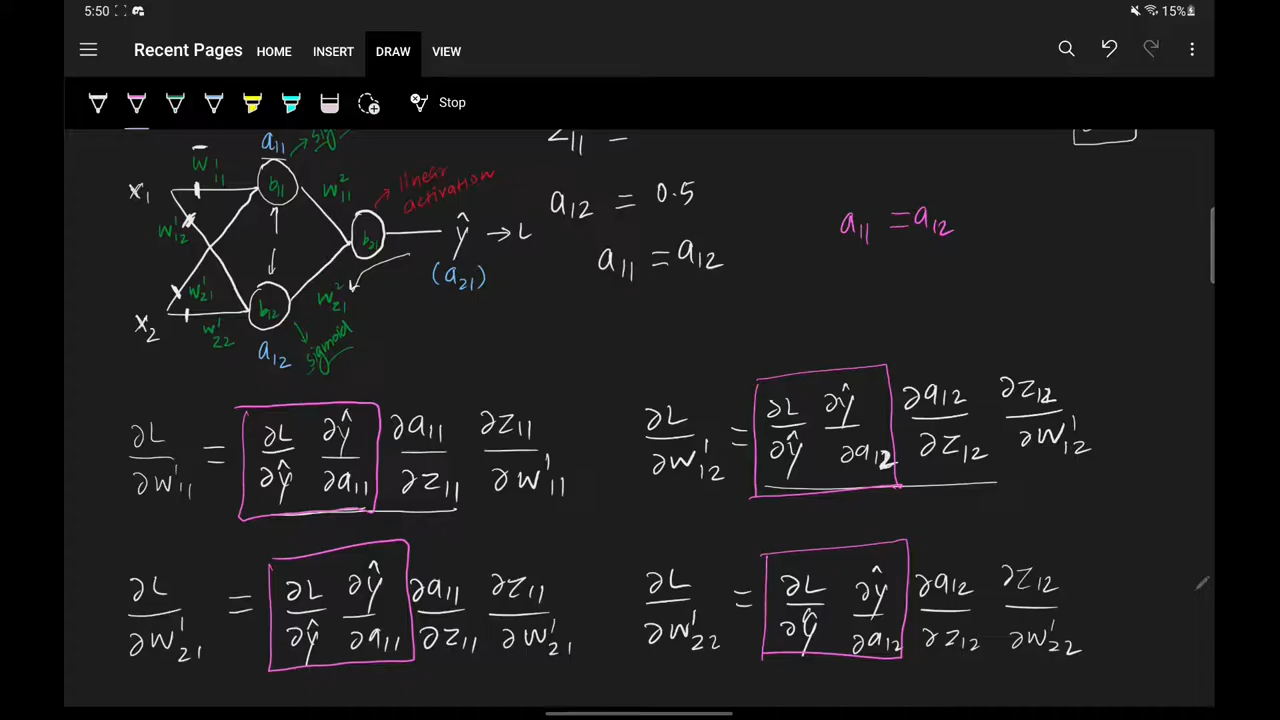 5:50 15%
Recent Pages HOME INSERT DRAW VIEW
Stop
a11 → sig
z11 =
w¹11
x1 b11 w²11 → linear activation
a12 = 0.5
a11 = a12
w¹12
b21 ŷ → L
a11 = a12
(a21)
w¹21 b12 w²21
x2 w¹22 → sigmoid
a12
∂L/∂w¹11 = ∂L/∂ŷ ∂ŷ/∂a11 ∂a11/∂z11 ∂z11/∂w¹11
∂L/∂w¹12 = ∂L/∂ŷ ∂ŷ/∂a12 ∂a12/∂z12 ∂z12/∂w¹12
∂L/∂w¹21 = ∂L/∂ŷ ∂ŷ/∂a11 ∂a11/∂z11 ∂z11/∂w¹21
∂L/∂w¹22 = ∂L/∂ŷ ∂ŷ/∂a12 ∂a12/∂z12 ∂z12/∂w¹22